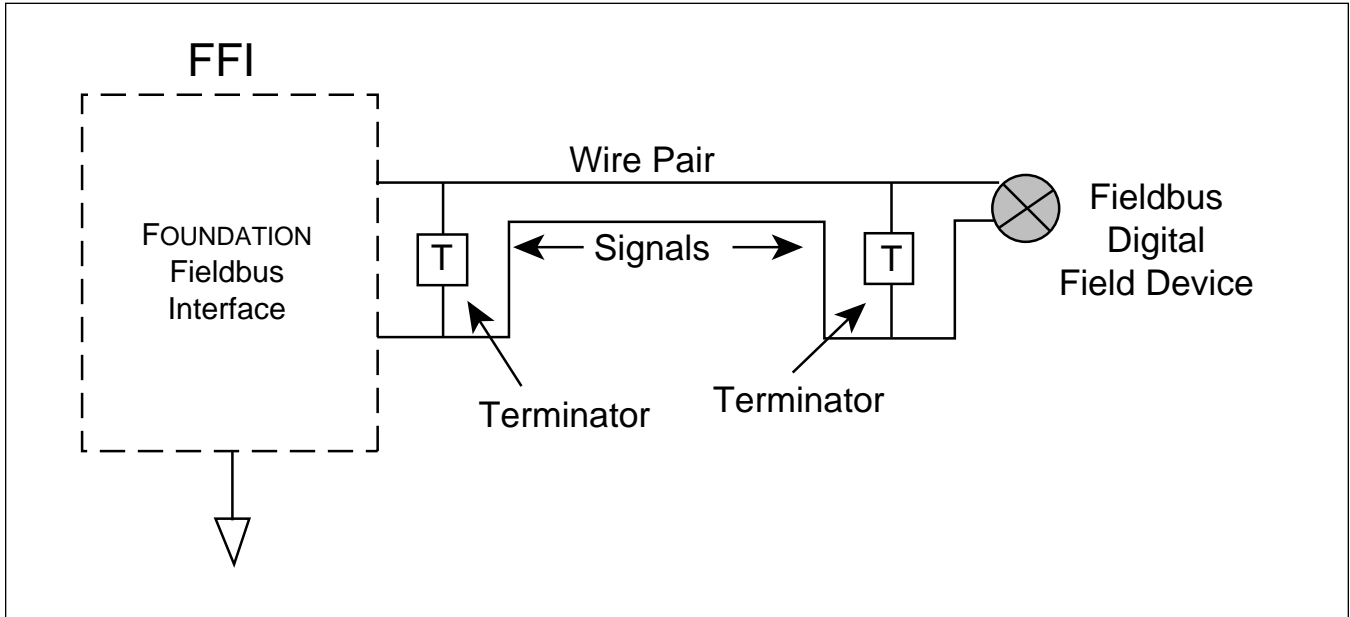 FFI
FOUNDATION
Fieldbus
Interface
Wire Pair
T
Signals
T
Terminator
Terminator
Fieldbus
Digital
Field Device